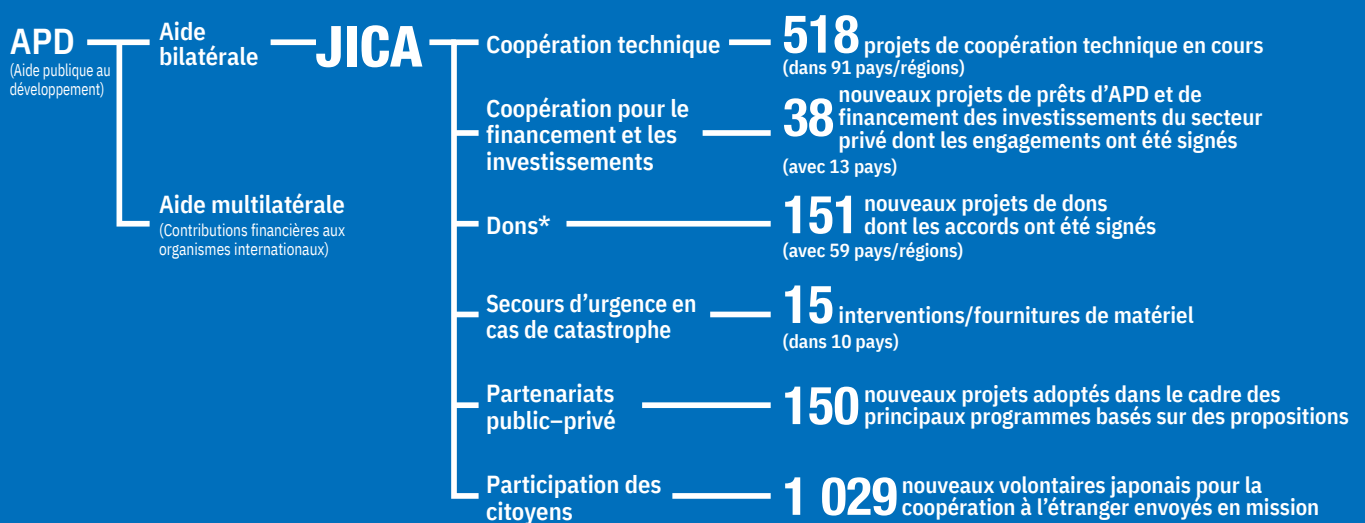 APD
(Aide publique au
développement)
Aide
bilatérale
JICA
Aide multilatérale
(Contributions financières aux
organismes internationaux)
Coopération technique
518 projets de coopération technique en cours
(dans 91 pays/régions)
Coopération pour le
financement et les
investissements
38 nouveaux projets de prêts d'APD et de
financement des investissements du secteur
privé dont les engagements ont été signés
(avec 13 pays)
Dons*
151 nouveaux projets de dons
dont les accords ont été signés
(avec 59 pays/régions)
Secours d'urgence en
cas de catastrophe
15 interventions/fournitures de matériel
(dans 10 pays)
Partenariats
public–privé
150 nouveaux projets adoptés dans le cadre des
principaux programmes basés sur des propositions
Participation des
citoyens
1 029 nouveaux volontaires japonais pour la
coopération à l'étranger envoyés en mission